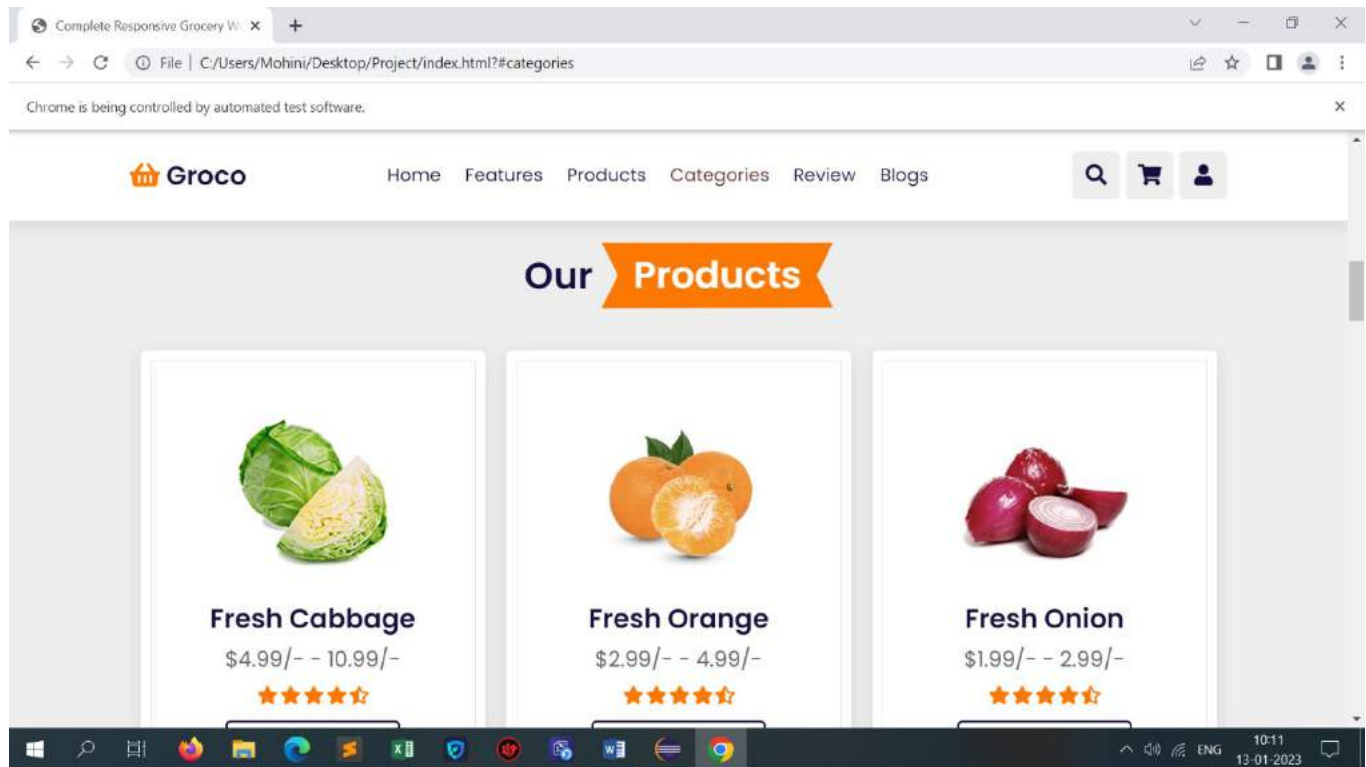 Complete Responsive Grocery W
File | C:/Users/Mohini/Desktop/Project/index.html?#categories
Chrome is being controlled by automated test software.
Groco Home Features Products Categories Review Blogs
Our Products
Fresh Cabbage Fresh Orange Fresh Onion
$4.99/- - 10.99/- $2.99/- - 4.99/- $1.99/- - 2.99/-
ENG 10:11
13-01-2023